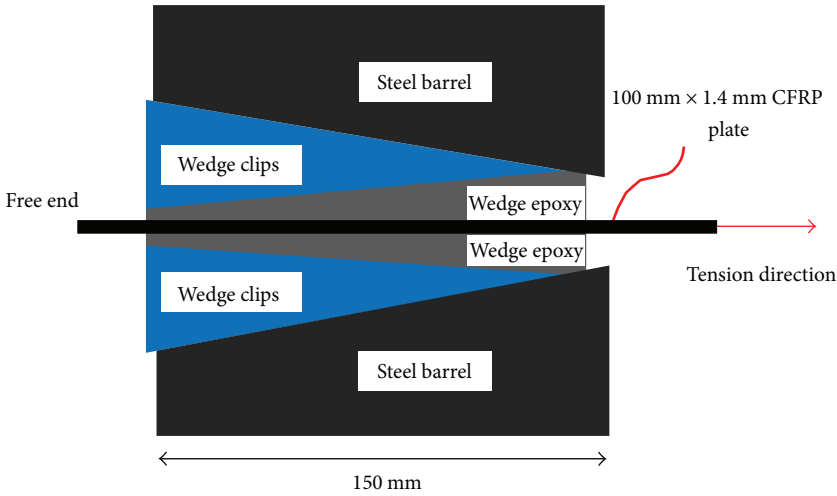 Steel barrel
100 mm × 1.4 mm CFRP
plate
Wedge clips
Free end
Wedge epoxy
Wedge epoxy
Tension direction
Wedge clips
Steel barrel
150 mm